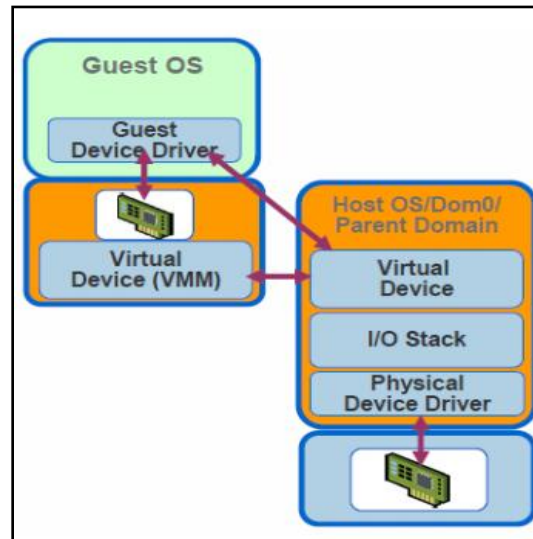 Guest OS
Guest
Device Driver
Virtual
Device (VMM)
Host OS/Dom0/
Parent Domain
Virtual
Device
I/O Stack
Physical
Device Driver